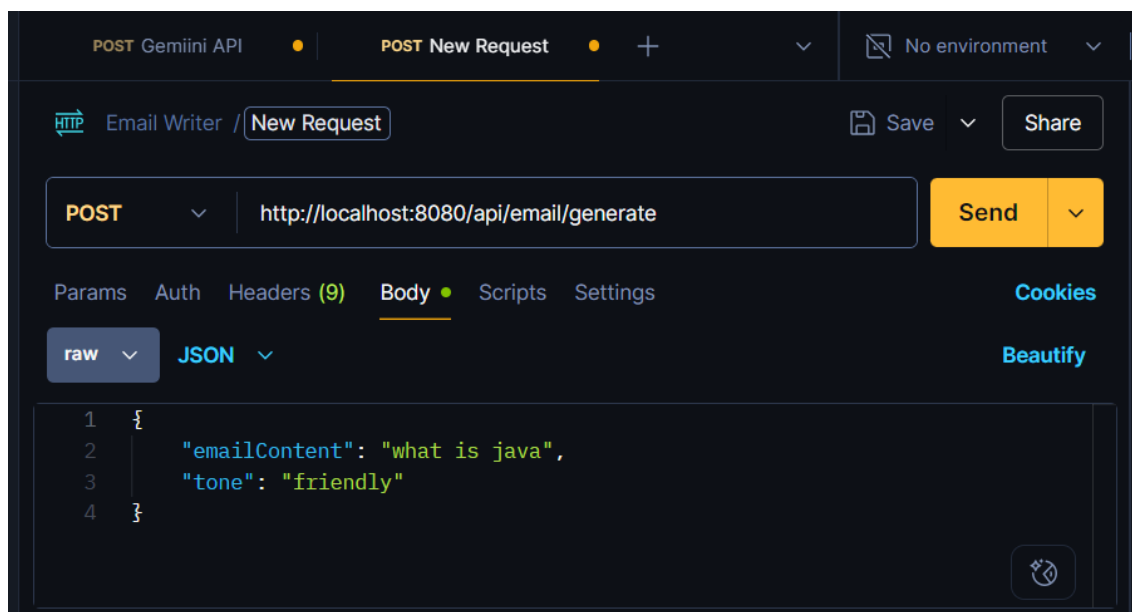 POST Gemiini API POST New Request No environment
HTTP Email Writer / New Request Save Share
POST http://localhost:8080/api/email/generate Send
Params Auth Headers (9) Body Scripts Settings Cookies
raw JSON Beautify
1 {
2 "emailContent": "what is java",
3 "tone": "friendly"
4 }